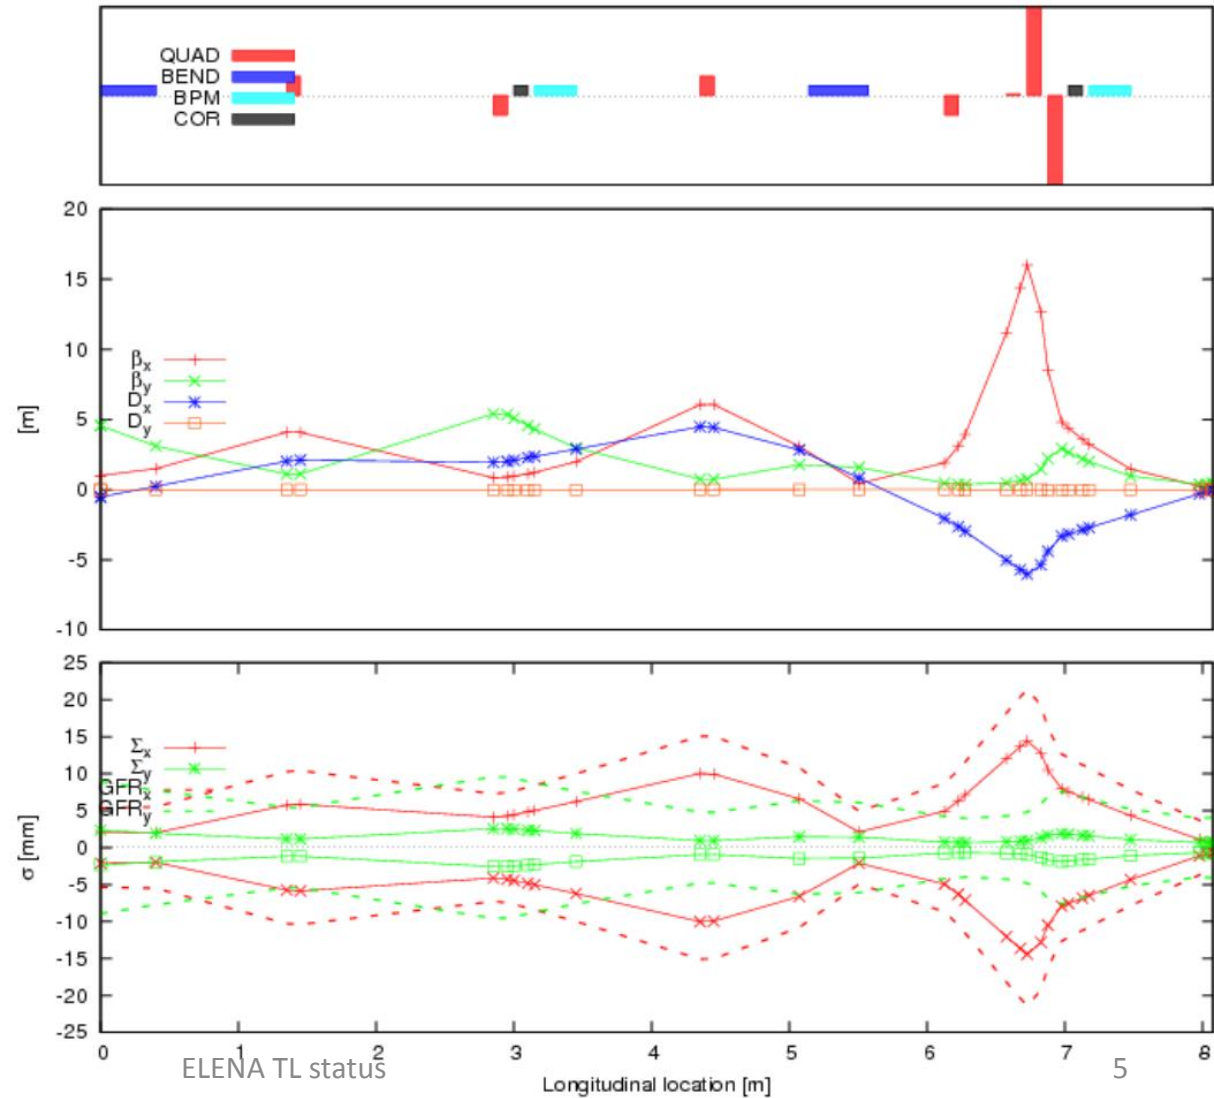 QUAD
BEND
BPM
COR
20
15
10
5
0
-5
-10
[m]
βx
βy
Dx
Dy
25
20
15
10
5
0
-5
-10
-15
-20
-25
σ [mm]
Σx
Σy
GFRx
GFRy
0 1 2 3 4 5 6 7 8
Longitudinal location [m]
ELENA TL status
5